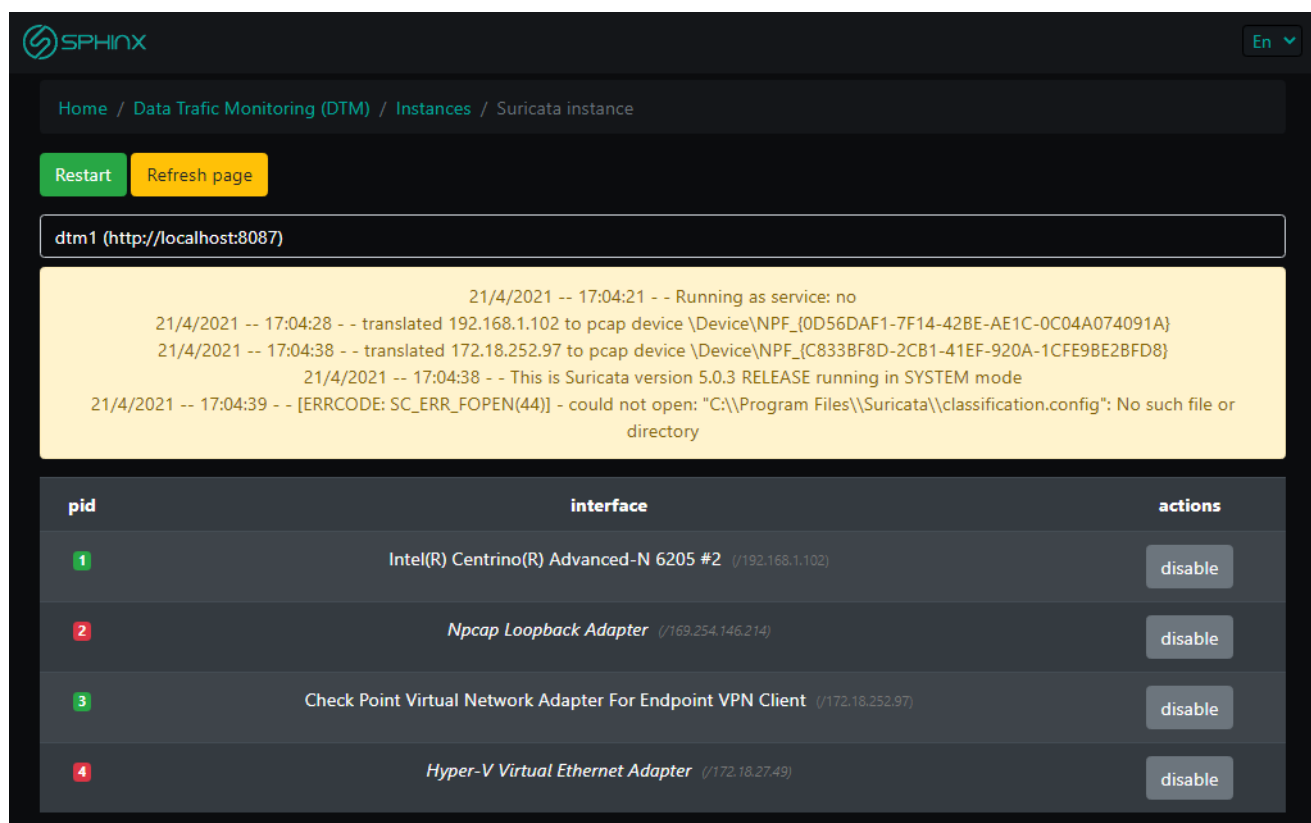 SPHINX
En
Home / Data Trafic Monitoring (DTM) / Instances / Suricata instance
Restart
Refresh page
dtm1 (http://localhost:8087)
21/4/2021 -- 17:04:21 - - Running as service: no
21/4/2021 -- 17:04:28 - - translated 192.168.1.102 to pcap device \Device\NPF_{0D56DAF1-7F14-42BE-AE1C-0C04A074091A}
21/4/2021 -- 17:04:38 - - translated 172.18.252.97 to pcap device \Device\NPF_{C833BF8D-2CB1-41EF-920A-1CFE9BE2BFD8}
21/4/2021 -- 17:04:38 - - This is Suricata version 5.0.3 RELEASE running in SYSTEM mode
21/4/2021 -- 17:04:39 - - [ERRCODE: SC_ERR_FOPEN(44)] - could not open: "C:\\Program Files\\Suricata\\classification.config": No such file or
directory
pid interface actions
1 Intel(R) Centrino(R) Advanced-N 6205 #2 (/192.168.1.102) disable
2 Npcap Loopback Adapter (/169.254.146.214) disable
3 Check Point Virtual Network Adapter For Endpoint VPN Client (/172.18.252.97) disable
4 Hyper-V Virtual Ethernet Adapter (/172.18.27.49) disable